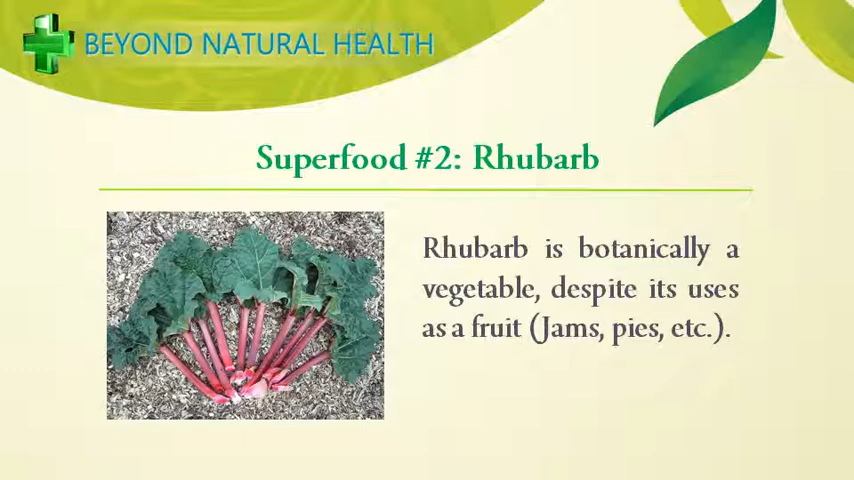 BEYOND NATURAL HEALTH
Superfood #2: Rhubarb
Rhubarb is botanically a
vegetable, despite its uses
as a fruit (Jams, pies, etc.).